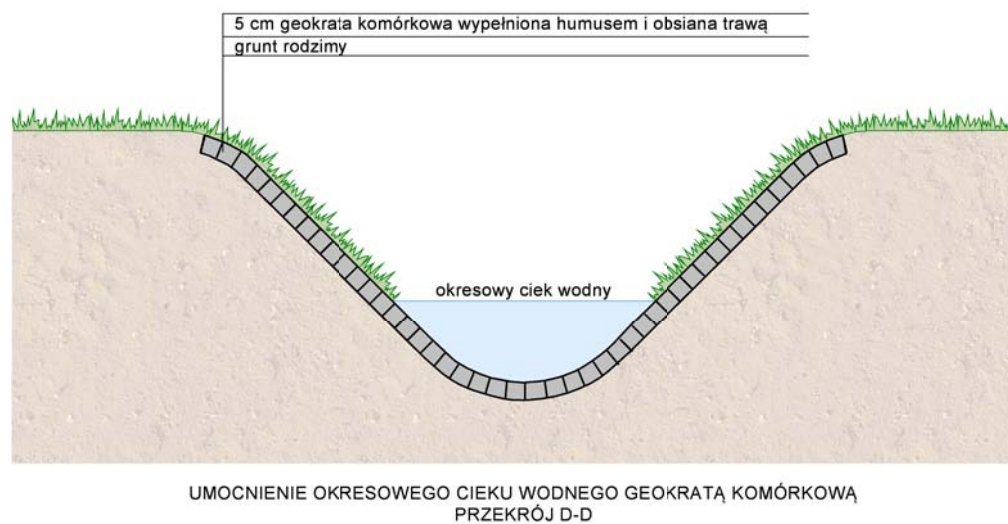 5 cm geokrata komórkowa wypełniona humusem i obsiana trawą
grunt rodzimy
okresowy ciek wodny
UMOCNIENIE OKRESOWEGO CIEKU WODNEGO GEOKRATĄ KOMÓRKOWĄ
PRZEKRÓJ D-D